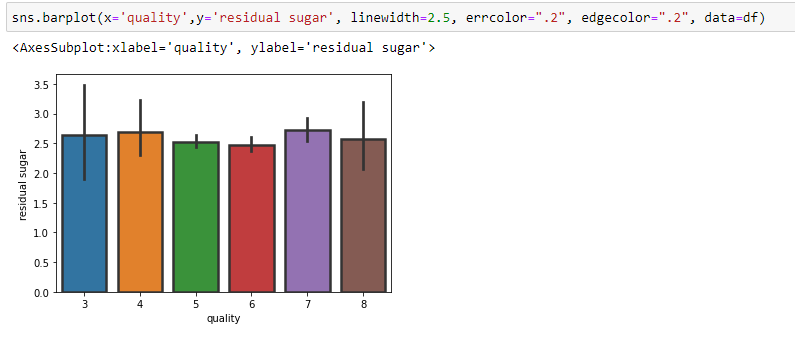 sns.barplot(x='quality',y='residual sugar', linewidth=2.5, errcolor=".2", edgecolor=".2", data=df)
<AxesSubplot:xlabel='quality', ylabel='residual sugar'>
3.5
3.0
2.5
2.0
1.5
1.0
0.5
0.0
residual sugar
3 4 5 6 7 8
quality